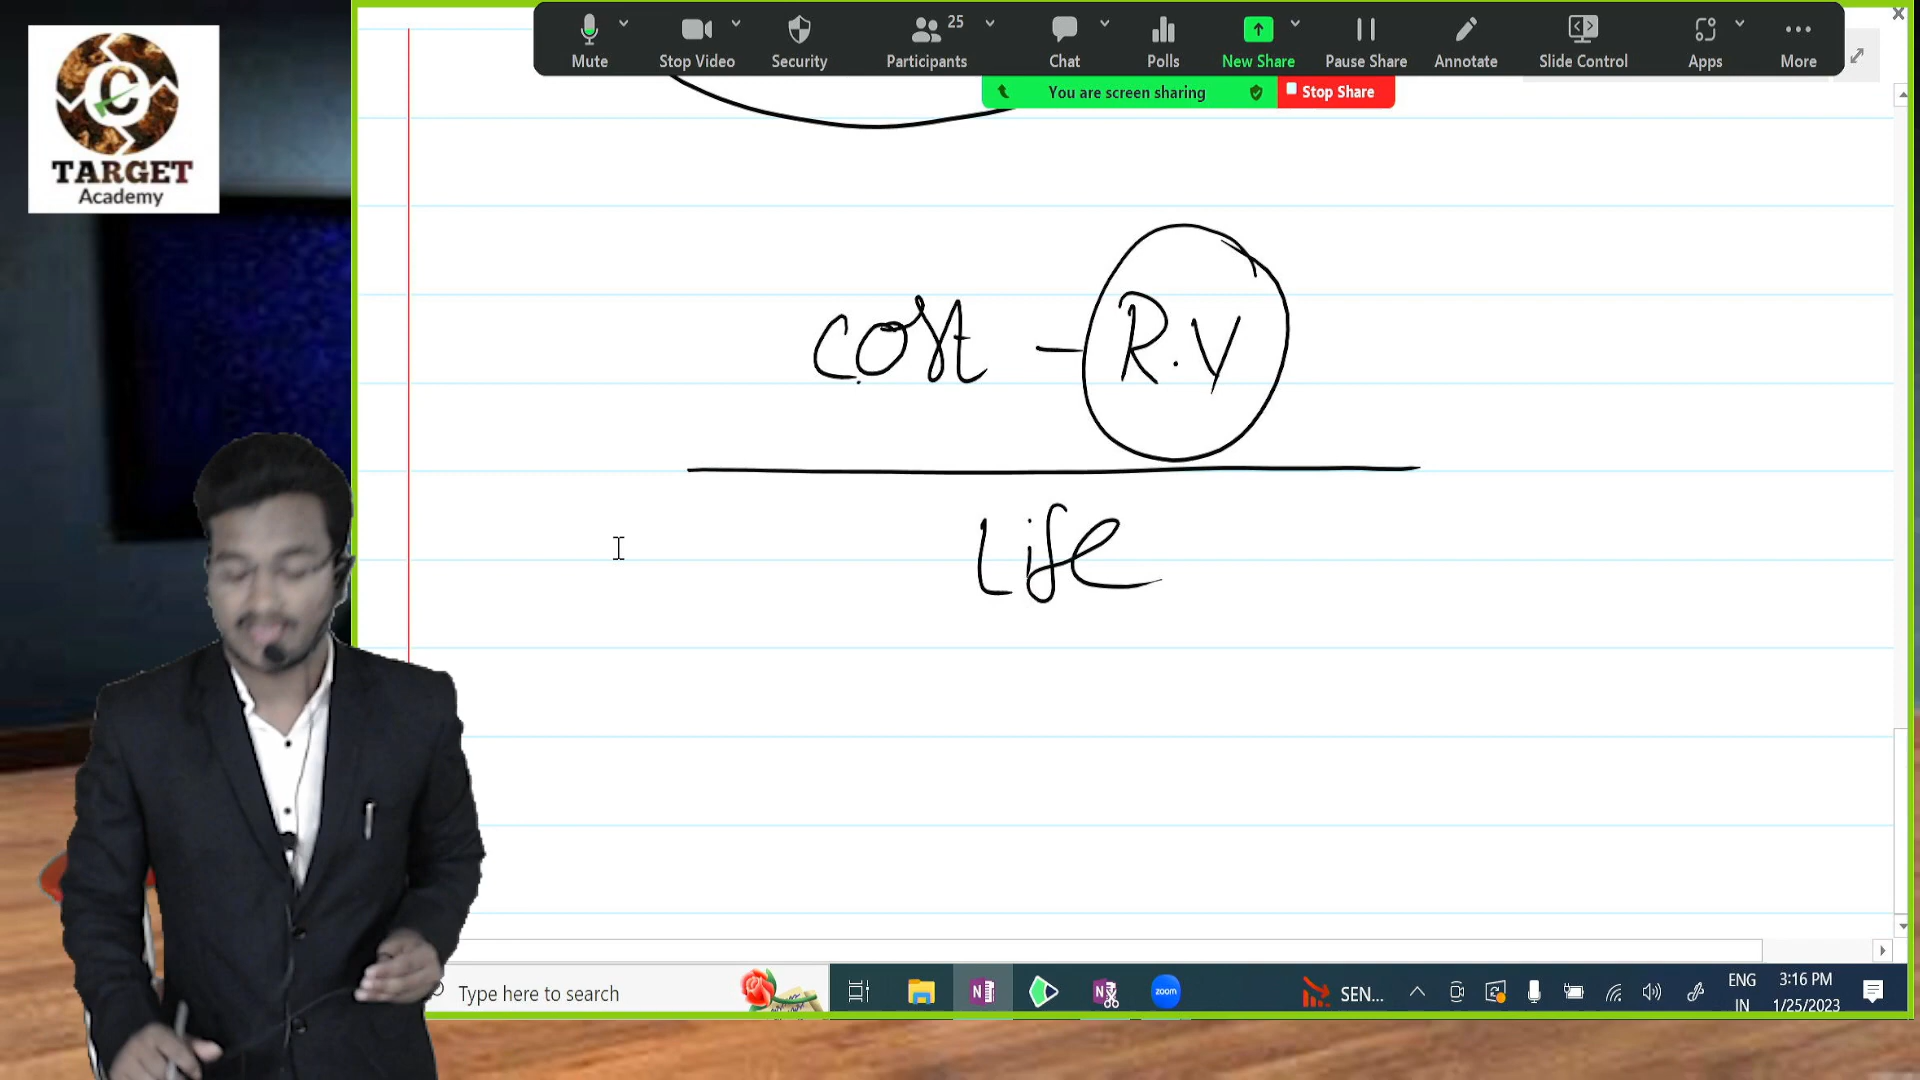 C
TARGET
Academy
Mute
Stop Video
Security
Participants
25
Chat
Polls
New Share
Pause Share
Annotate
Slide Control
Apps
More
You are screen sharing
Stop Share
cost - R.V
Life
Type here to search
zoom
SEN...
ENG
IN
3:16 PM
1/25/2023